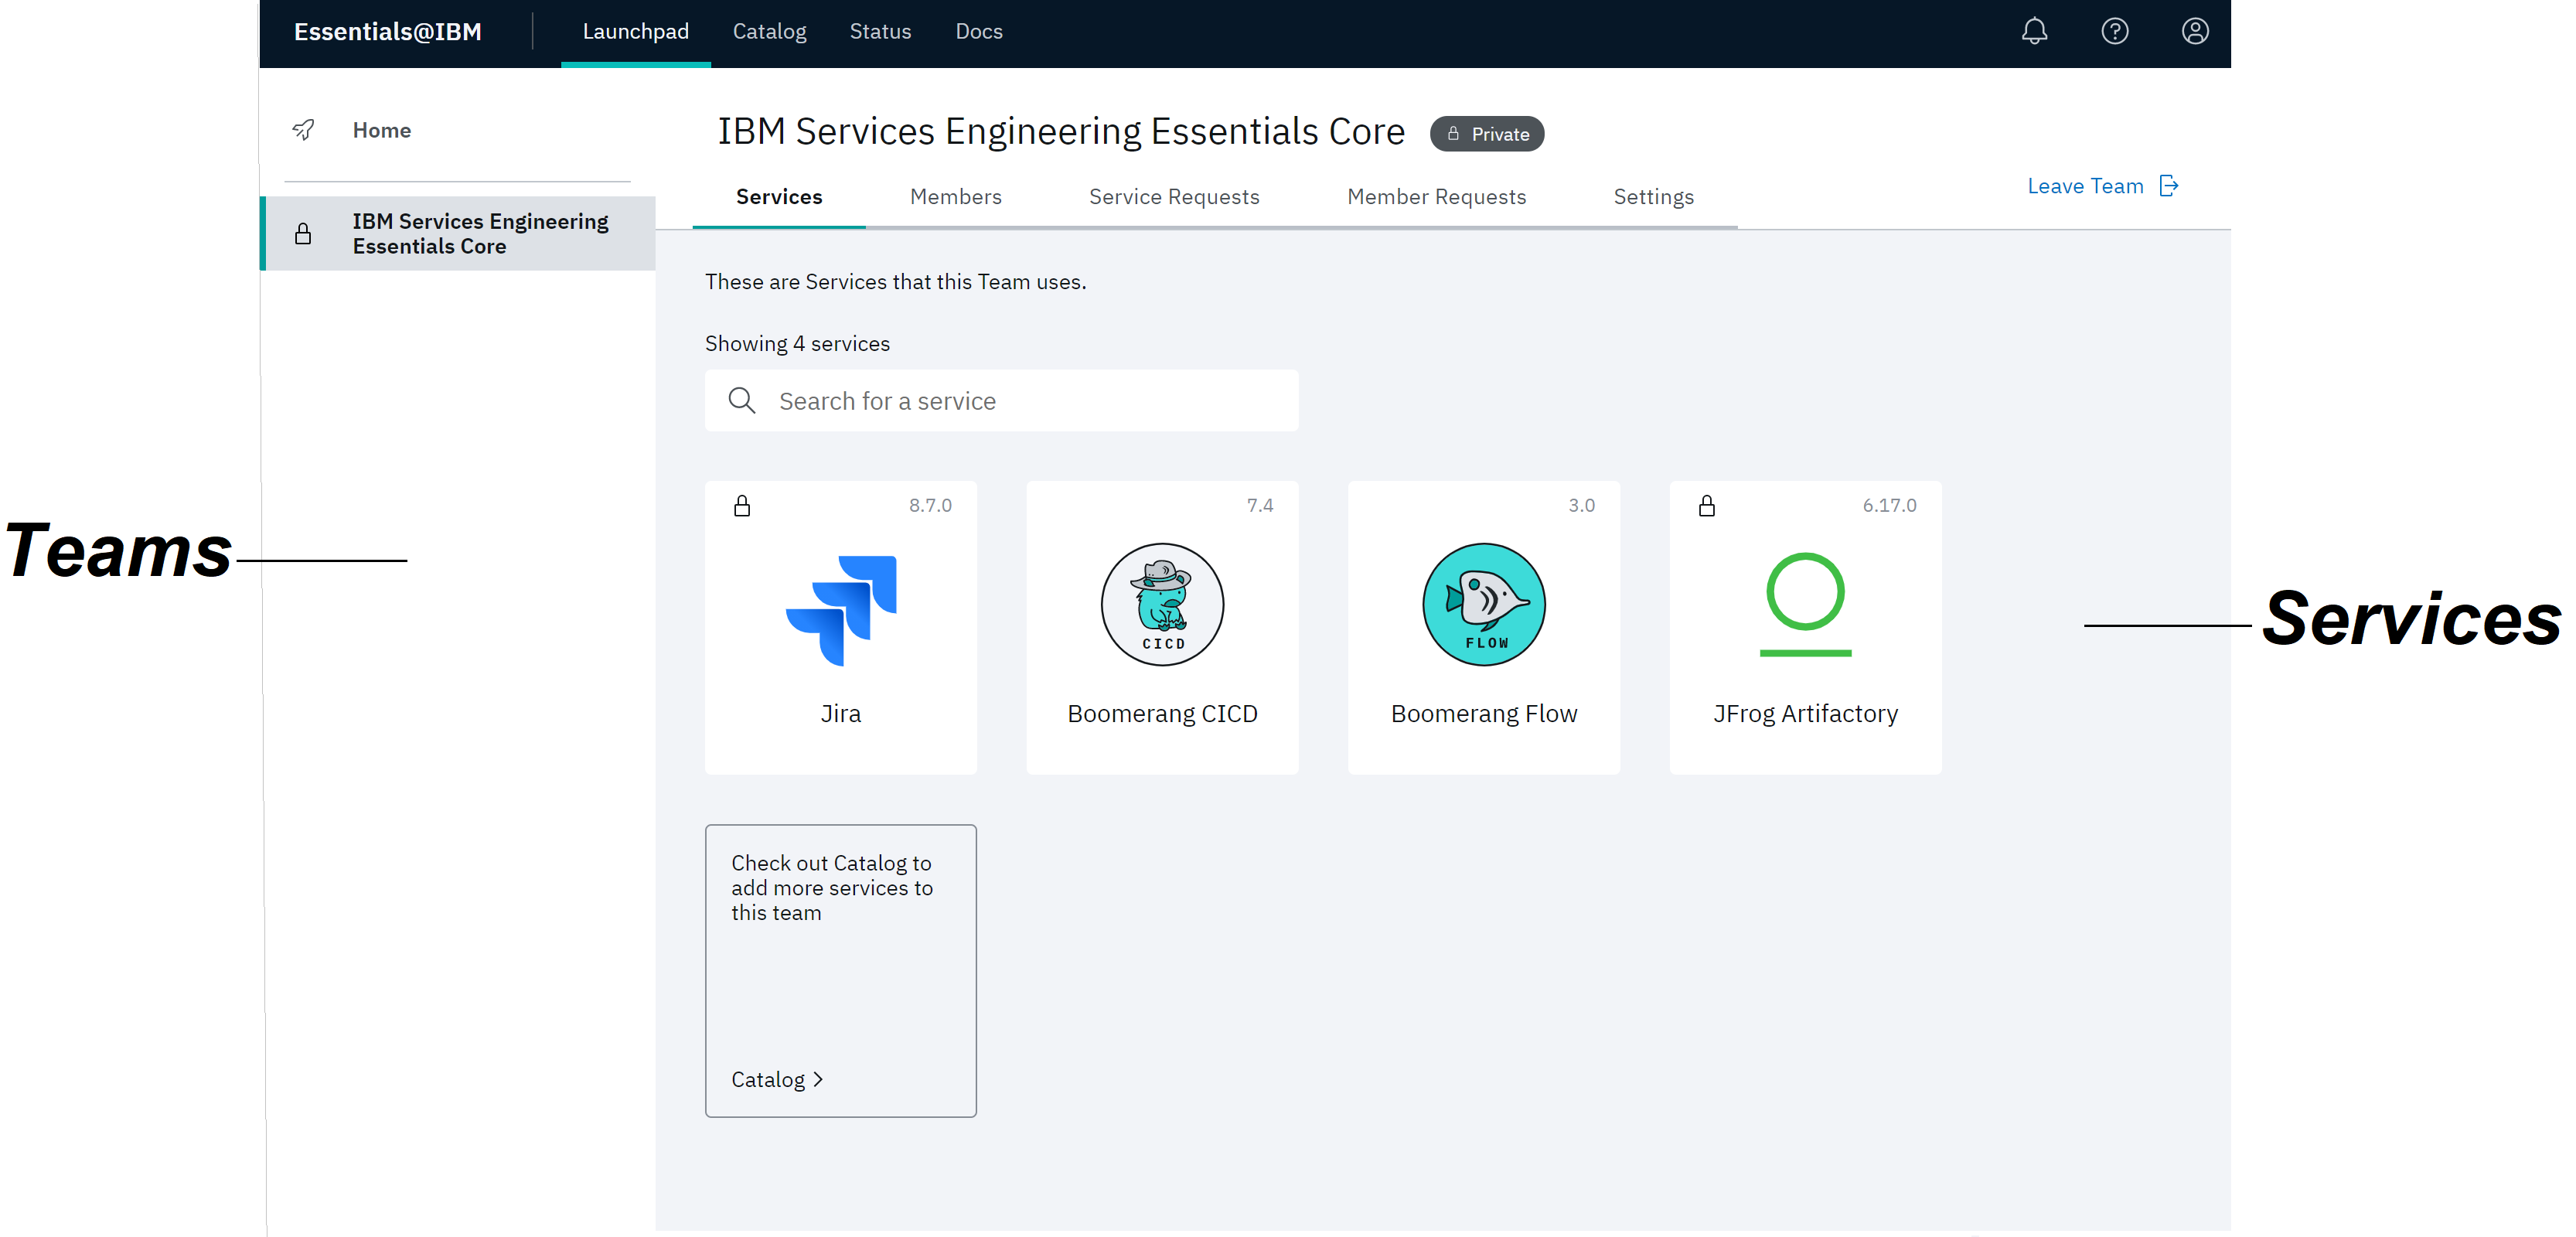 Essentials@IBM
Launchpad
Catalog
Status
Docs
Home
IBM Services Engineering
Essentials Core
IBM Services Engineering Essentials Core
Private
Services
Members
Service Requests
Member Requests
Settings
Leave Team
These are Services that this Team uses.
Showing 4 services
Search for a service
Teams
8.7.0
Jira
7.4
CICD
Boomerang CICD
3.0
FLOW
Boomerang Flow
6.17.0
JFrog Artifactory
Services
Check out Catalog to
add more services to
this team
Catalog